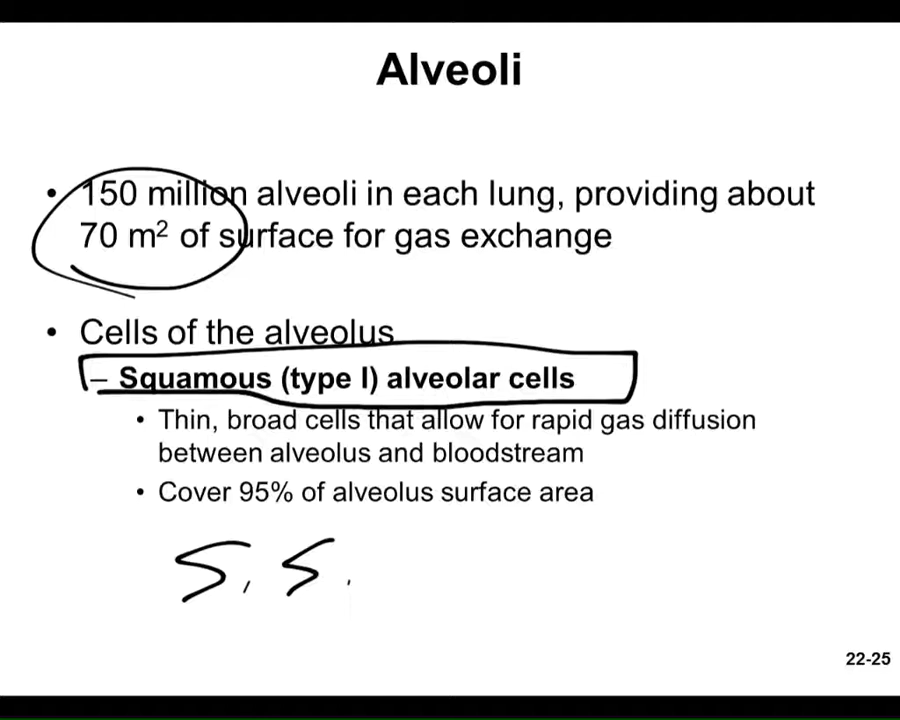 Alveoli
• 150 million alveoli in each lung, providing about
70 m² of surface for gas exchange
• Cells of the alveolus
– Squamous (type I) alveolar cells
• Thin, broad cells that allow for rapid gas diffusion
between alveolus and bloodstream
• Cover 95% of alveolus surface area
S. S.
22-25